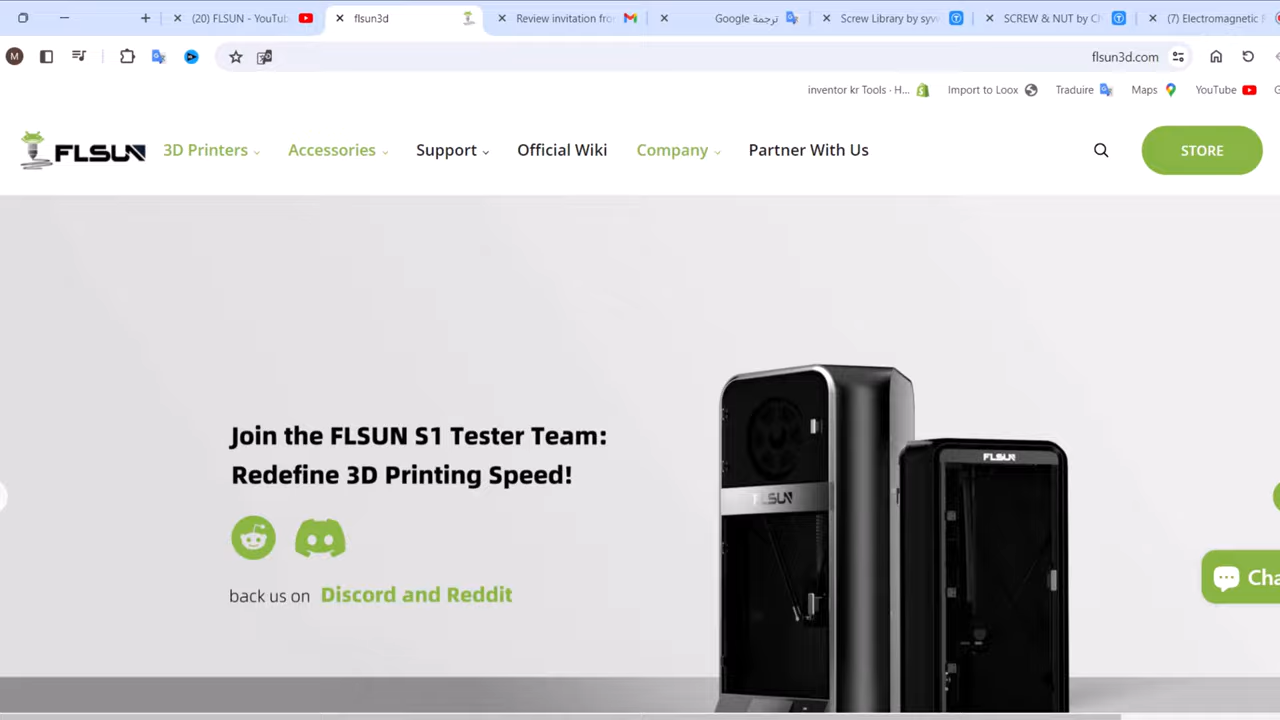 (20) FLSUN - YouTub
flsun3d
Review invitation fro
ترجمة Google
Screw Library by syv
SCREW & NUT by C
(7) Electromagnetic F
M
flsun3d.com
inventor kr Tools · H...
Import to Loox
Traduire
Maps
YouTube
G
FLSUN
3D Printers
Accessories
Support
Official Wiki
Company
Partner With Us
STORE
Join the FLSUN S1 Tester Team:
Redefine 3D Printing Speed!
back us on Discord and Reddit
FLSUN
FLSUN
Cha